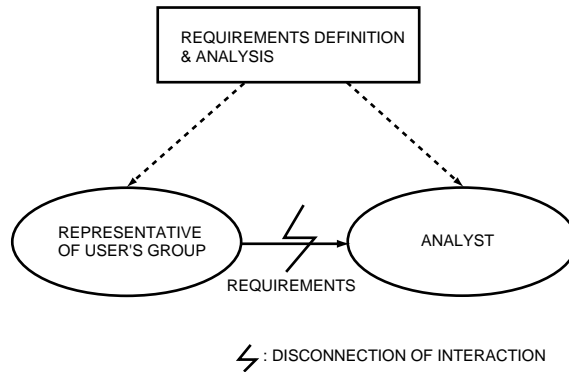 REQUIREMENTS DEFINITION
& ANALYSIS
REPRESENTATIVE
OF USER'S GROUP
ANALYST
REQUIREMENTS
: DISCONNECTION OF INTERACTION